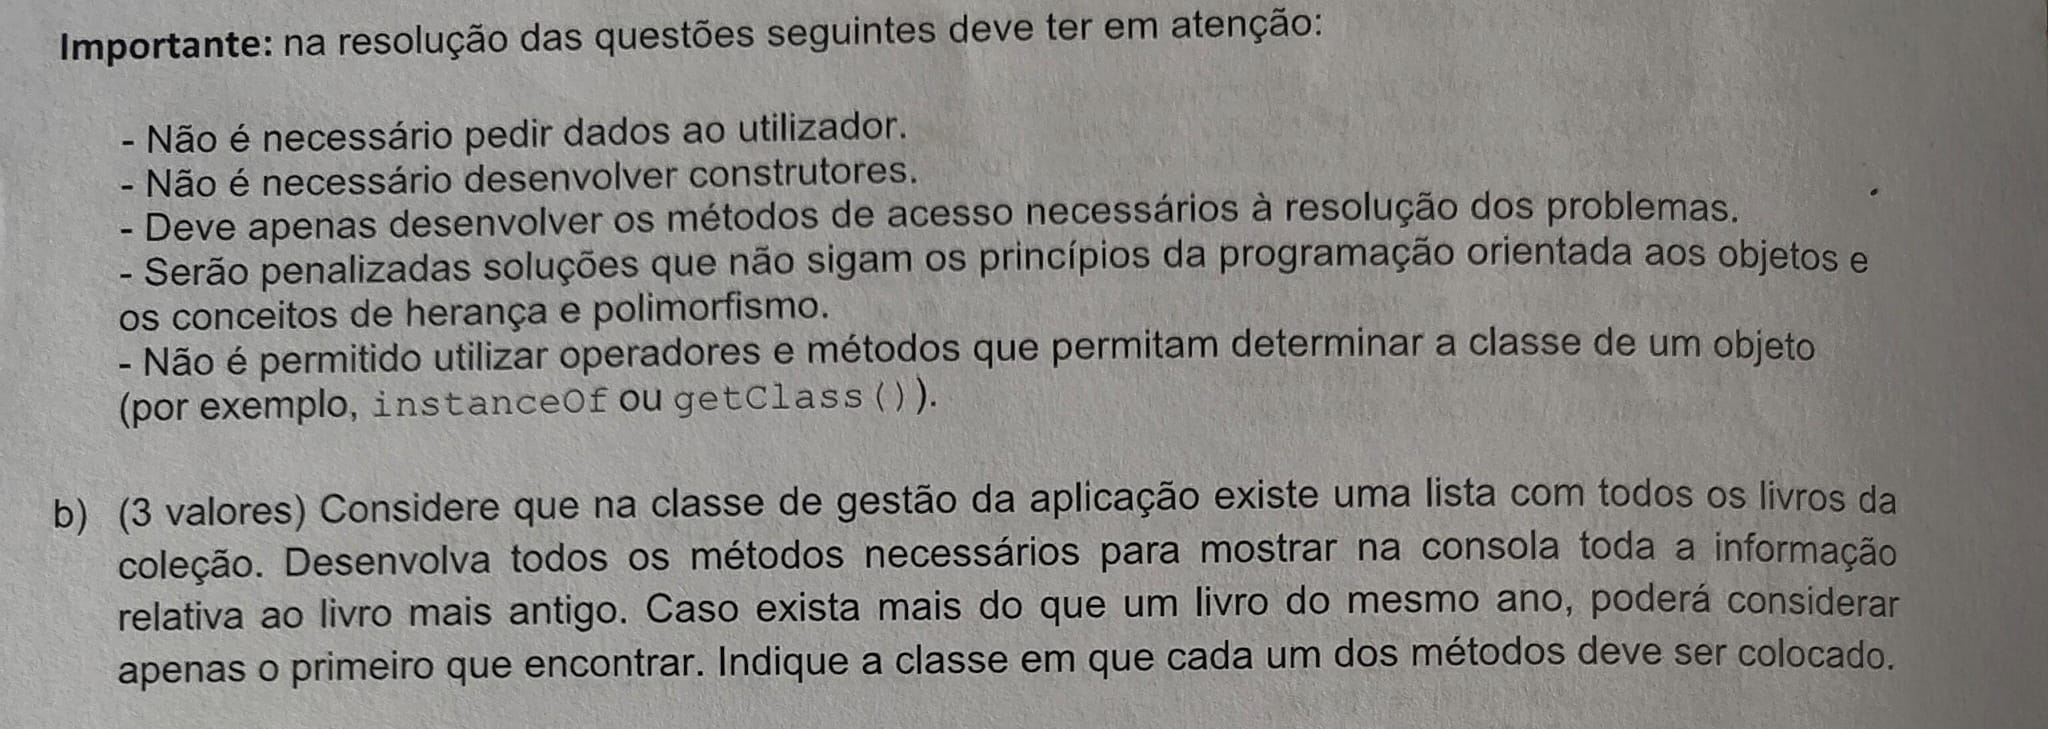 Importante: na resolução das questões seguintes deve ter em atenção:
- Não é necessário pedir dados ao utilizador.
- Não é necessário desenvolver construtores.
- Deve apenas desenvolver os métodos de acesso necessários à resolução dos problemas.
- Serão penalizadas soluções que não sigam os princípios da programação orientada aos objetos e
os conceitos de herança e polimorfismo.
- Não é permitido utilizar operadores e métodos que permitam determinar a classe de um objeto
(por exemplo, instanceOf ou getClass()).
b) (3 valores) Considere que na classe de gestão da aplicação existe uma lista com todos os livros da
coleção. Desenvolva todos os métodos necessários para mostrar na consola toda a informação
relativa ao livro mais antigo. Caso exista mais do que um livro do mesmo ano, poderá considerar
apenas o primeiro que encontrar. Indique a classe em que cada um dos métodos deve ser colocado.